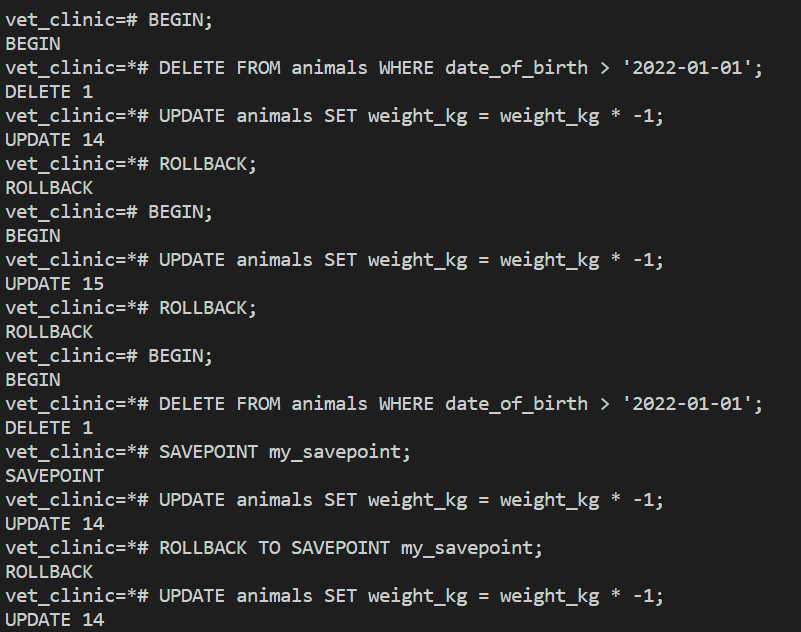 vet_clinic=# BEGIN;
BEGIN
vet_clinic=*# DELETE FROM animals WHERE date_of_birth > '2022-01-01';
DELETE 1
vet_clinic=*# UPDATE animals SET weight_kg = weight_kg * -1;
UPDATE 14
vet_clinic=*# ROLLBACK;
ROLLBACK
vet_clinic=# BEGIN;
BEGIN
vet_clinic=*# UPDATE animals SET weight_kg = weight_kg * -1;
UPDATE 15
vet_clinic=*# ROLLBACK;
ROLLBACK
vet_clinic=# BEGIN;
BEGIN
vet_clinic=*# DELETE FROM animals WHERE date_of_birth > '2022-01-01';
DELETE 1
vet_clinic=*# SAVEPOINT my_savepoint;
SAVEPOINT
vet_clinic=*# UPDATE animals SET weight_kg = weight_kg * -1;
UPDATE 14
vet_clinic=*# ROLLBACK TO SAVEPOINT my_savepoint;
ROLLBACK
vet_clinic=*# UPDATE animals SET weight_kg = weight_kg * -1;
UPDATE 14